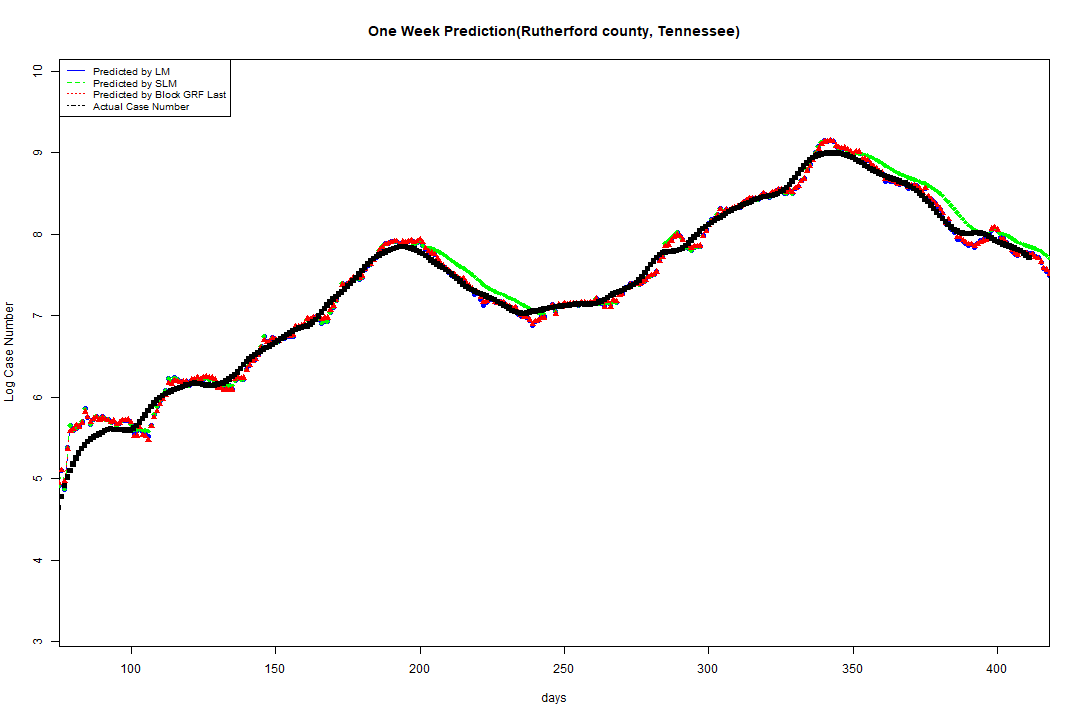 One Week Prediction(Rutherford county, Tennessee)
Predicted by LM
Predicted by SLM
Predicted by Block GRF Last
Actual Case Number
10
9
8
7
6
5
4
3
Log Case Number
100 150 200 250 300 350 400
days